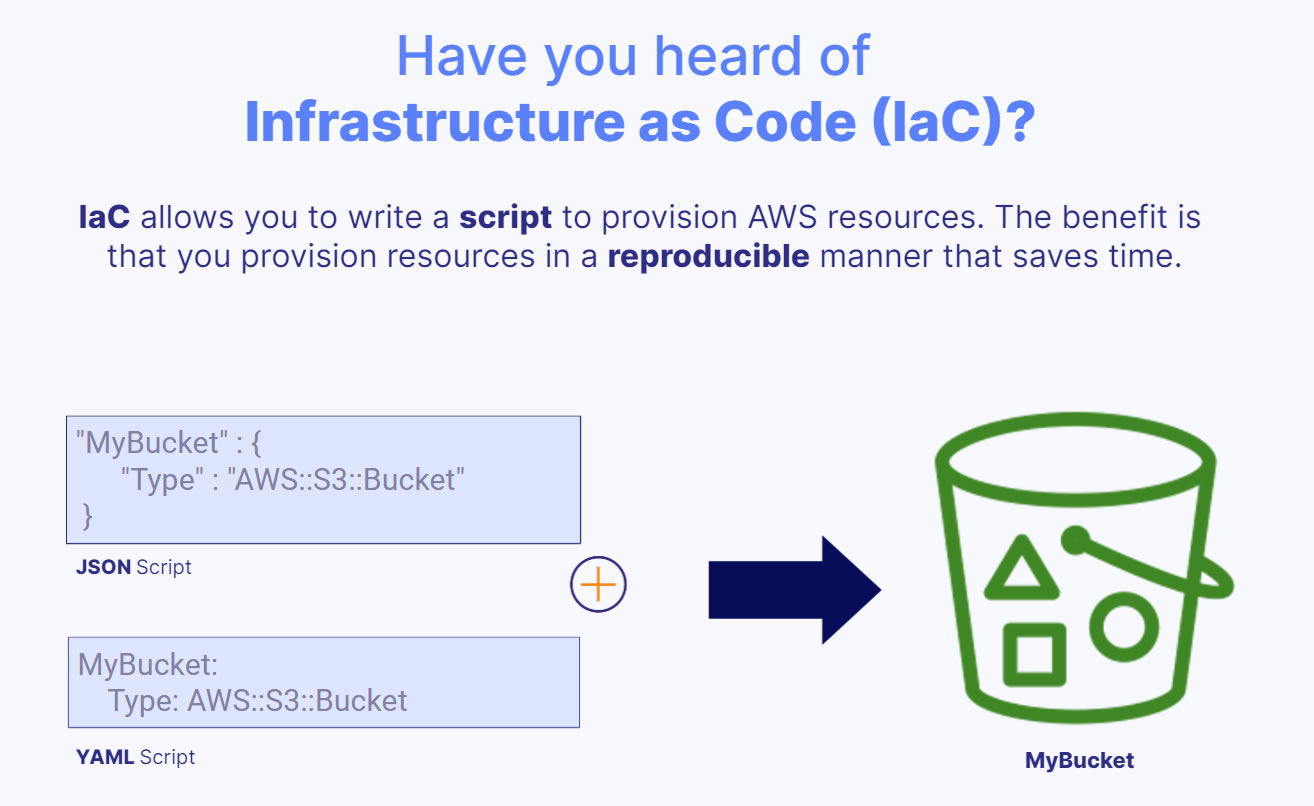 Have you heard of
Infrastructure as Code (IaC)?
IaC allows you to write a script to provision AWS resources. The benefit is
that you provision resources in a reproducible manner that saves time.
"MyBucket" : {
"Type" : "AWS::S3::Bucket"
}
JSON Script
MyBucket:
Type: AWS::S3::Bucket
YAML Script
MyBucket